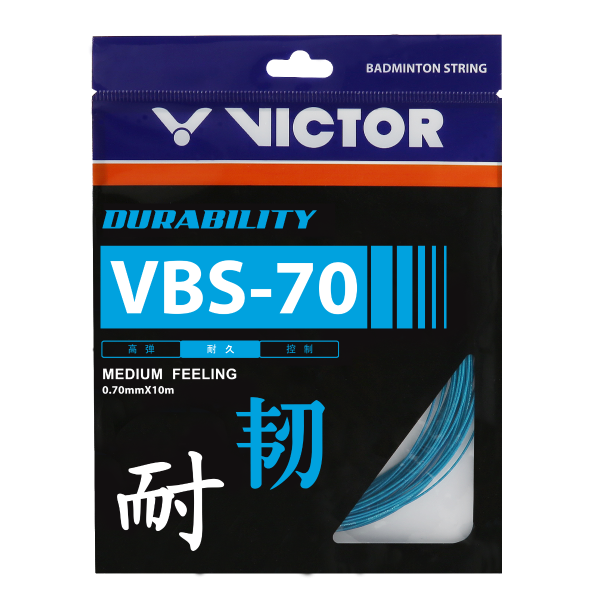 BADMINTON STRING
VICTOR
DURABILITY
VBS-70
高弹 耐久 控制
MEDIUM FEELING
0.70mmX10m
韧
耐